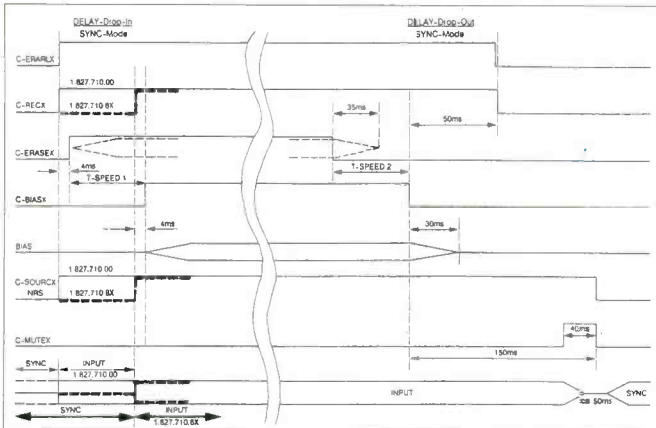 DELAY-Drop-In
SYNC-Mode
DELAY-Drop-Out
SYNC-Mode
C-ERARLX
1.827.710.00
C-RECX
1.827.710.8X
35ms
50ms
C-ERASEX
4ms
T-SPEED 1
T-SPEED 2
C-BIASX
4ms
30ms
BIAS
1.827.710.00
C-SOURCX
NRS
1.827.710.8X
C-MUTEX
40ms
150ms
SYNC
INPUT
1.827.710.00
INPUT
50ms
SYNC
SYNC
INPUT
1.827.710.8X